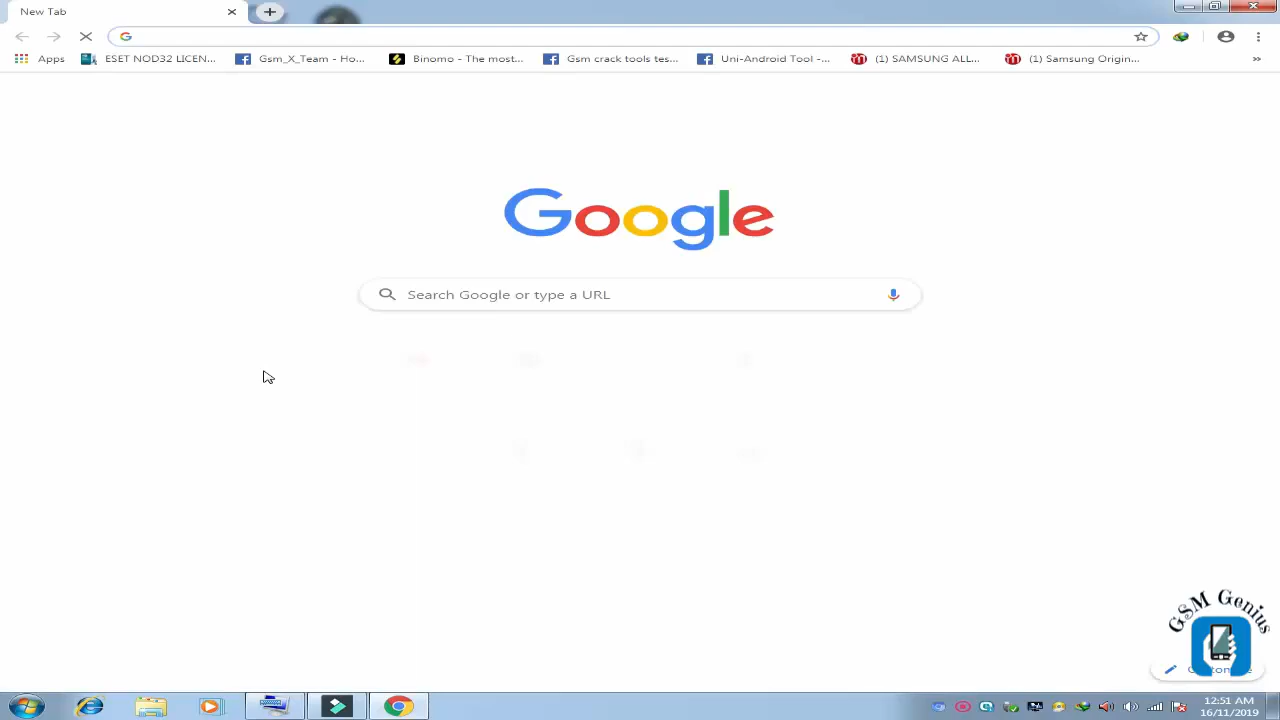 New Tab
Apps
ESET NOD32 LICEN...
Gsm_X_Team - Ho...
Binomo - The most...
Gsm crack tools tes...
Uni-Android Tool -...
(1) SAMSUNG ALL...
(1) Samsung Origin...
Google
Search Google or type a URL
GSM Genius
12:51 AM
16/11/2019